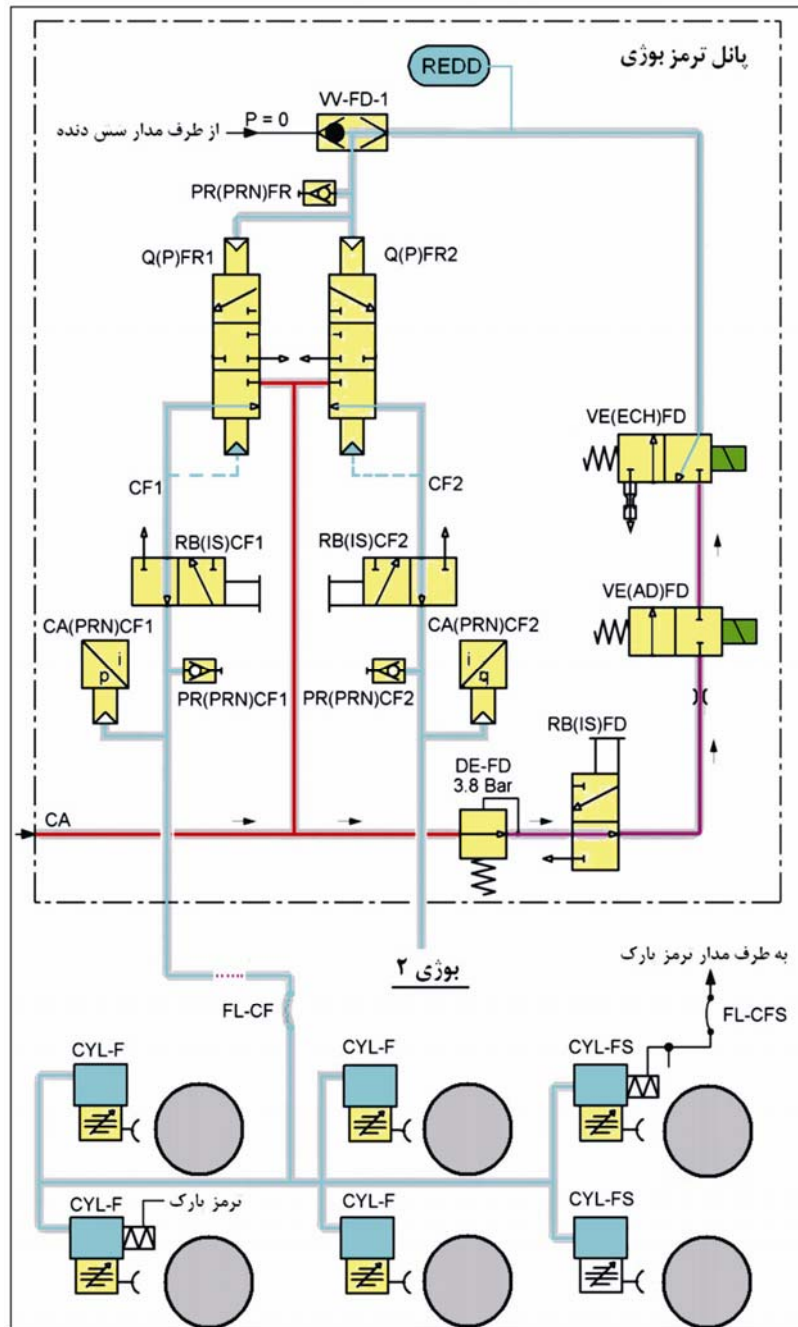 پانل ترمز بوژی
REDD
VV-FD-1
P = 0
از طرف مدار شش دنده
PR(PRN)FR
Q(P)FR1
Q(P)FR2
VE(ECH)FD
CF1
CF2
RB(IS)CF1
RB(IS)CF2
VE(AD)FD
CA(PRN)CF1
CA(PRN)CF2
i
p
i
p
PR(PRN)CF1
PR(PRN)CF2
RB(IS)FD
DE-FD
3.8 Bar
CA
بوژی ۲
به طرف مدار ترمز پارک
FL-CF
FL-CFS
CYL-F
CYL-F
CYL-FS
CYL-F
ترمز پارک
CYL-F
CYL-FS